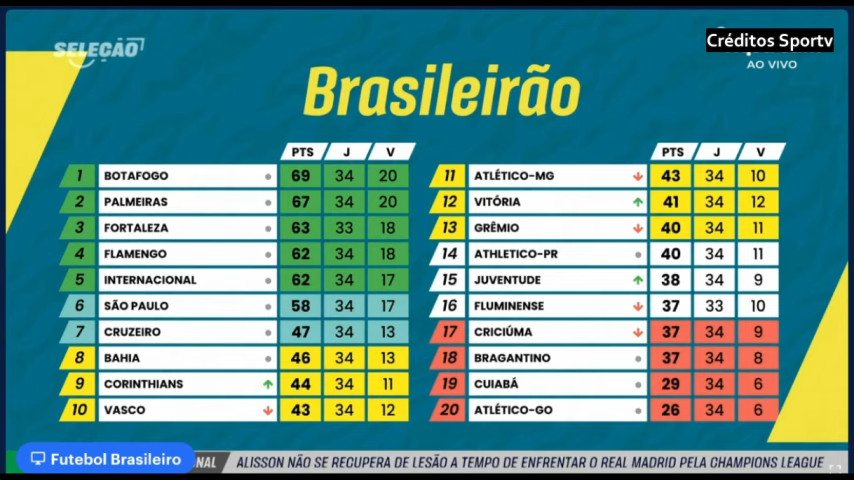 SELEÇÃO
Créditos Sportv
AO VIVO
Brasileirão
PTS J V
1 BOTAFOGO 69 34 20
2 PALMEIRAS 67 34 20
3 FORTALEZA 63 33 18
4 FLAMENGO 62 34 18
5 INTERNACIONAL 62 34 17
6 SÃO PAULO 58 34 17
7 CRUZEIRO 47 34 13
8 BAHIA 46 34 13
9 CORINTHIANS 44 34 11
10 VASCO 43 34 12
PTS J V
11 ATLÉTICO-MG 43 34 10
12 VITÓRIA 41 34 12
13 GRÊMIO 40 34 11
14 ATHLETICO-PR 40 34 11
15 JUVENTUDE 38 34 9
16 FLUMINENSE 37 33 10
17 CRICIÚMA 37 34 9
18 BRAGANTINO 37 34 8
19 CUIABÁ 29 34 6
20 ATLÉTICO-GO 26 34 6
Futebol Brasileiro
NAL ALISSON NÃO SE RECUPERA DE LESÃO A TEMPO DE ENFRENTAR O REAL MADRID PELA CHAMPIONS LEAGUE